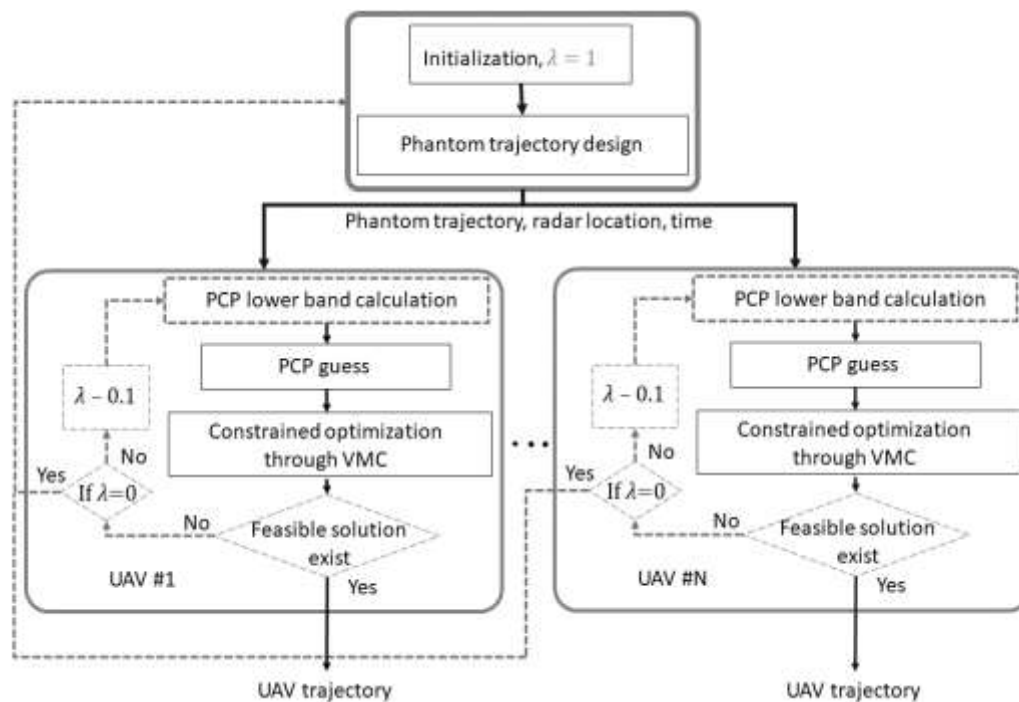 Initialization, λ = 1
Phantom trajectory design
Phantom trajectory, radar location, time
PCP lower band calculation
PCP guess
λ – 0.1
Constrained optimization
through VMC
No
Yes
If λ=0
No
Feasible solution
exist
UAV #1
Yes
UAV trajectory
PCP lower band calculation
PCP guess
λ – 0.1
Constrained optimization
through VMC
No
Yes
If λ=0
No
Feasible solution
exist
UAV #N
Yes
UAV trajectory